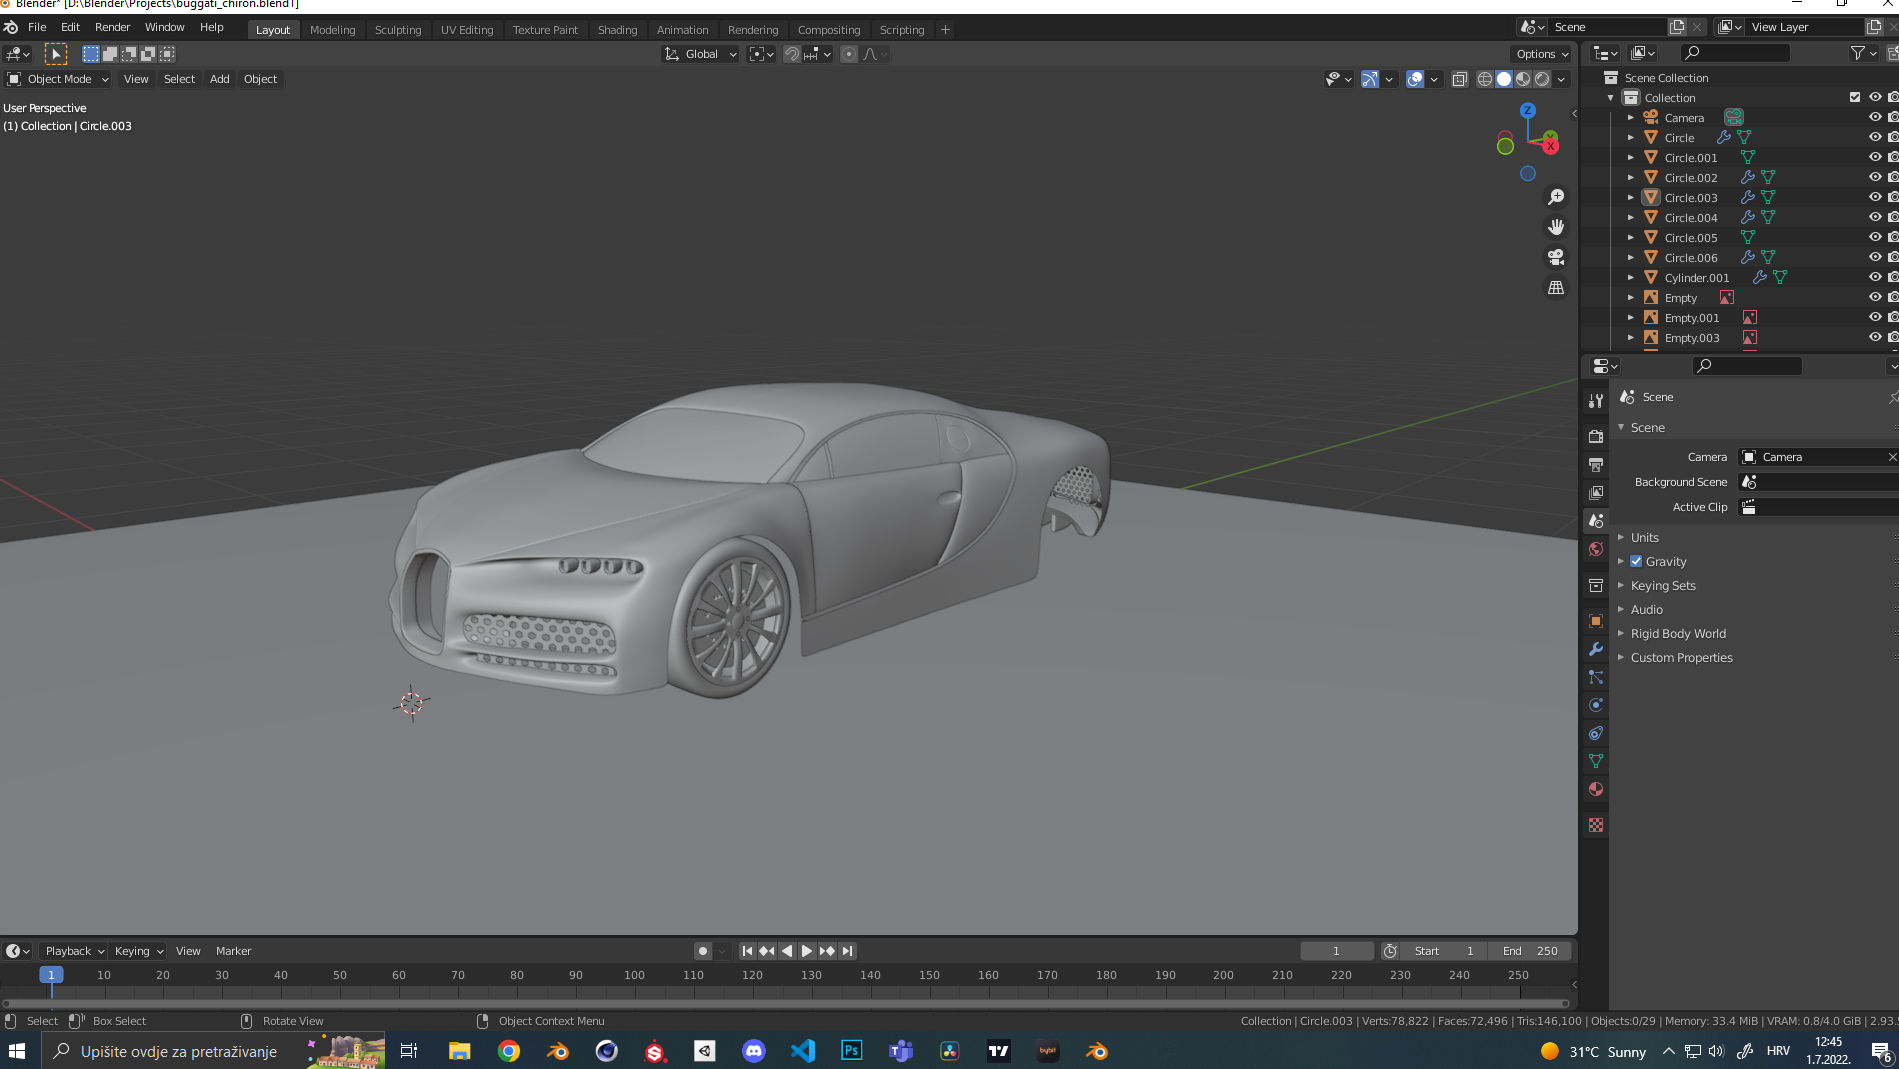 Blender* [D:\Blender\Projects\buggati_chiron.blend1]
File Edit Render Window Help
Layout Modeling Sculpting UV Editing Texture Paint Shading Animation Rendering Compositing Scripting +
Scene
View Layer
Global
Options
Object Mode View Select Add Object
User Perspective
(1) Collection | Circle.003
Z
Y
X
Scene Collection
Collection
Camera
Circle
Circle.001
Circle.002
Circle.003
Circle.004
Circle.005
Circle.006
Cylinder.001
Empty
Empty.001
Empty.003
Scene
Scene
Camera Camera
Background Scene
Active Clip
Units
Gravity
Keying Sets
Audio
Rigid Body World
Custom Properties
Playback Keying View Marker
1 Start 1 End 250
1 10 20 30 40 50 60 70 80 90 100 110 120 130 140 150 160 170 180 190 200 210 220 230 240 250
Select Box Select Rotate View Object Context Menu
Collection | Circle.003 | Verts:78,822 | Faces:72,496 | Tris:146,100 | Objects:0/29 | Memory: 33.4 MiB | VRAM: 0.8/4.0 GiB | 2.93.
Upišite ovdje za pretraživanje
Ps
bybit
31°C Sunny
HRV
12:45
1.7.2022.
6